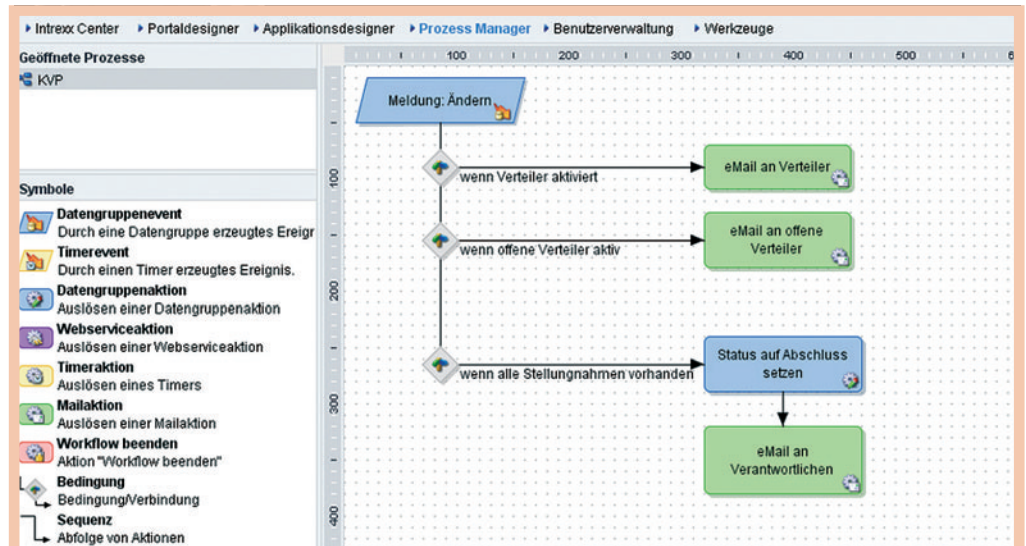 Intrexx Center Portaldesigner Applikationsdesigner Prozess Manager Benutzerverwaltung Werkzeuge
Geöffnete Prozesse
KVP
Symbole
Datengruppenevent
Durch eine Datengruppe erzeugtes Ereigr
Timerevent
Durch einen Timer erzeugtes Ereignis.
Datengruppenaktion
Auslösen einer Datengruppenaktion
Webserviceaktion
Auslösen einer Webserviceaktion
Timeraktion
Auslösen eines Timers
Mailaktion
Auslösen einer Mailaktion
Workflow beenden
Aktion "Workflow beenden"
Bedingung
Bedingung/Verbindung
Sequenz
Abfolge von Aktionen
100 200 300 400 500 6
100
200
300
400
Meldung: Ändern
wenn Verteiler aktiviert
eMail an Verteiler
wenn offene Verteiler aktiv
eMail an offene
Verteiler
wenn alle Stellungnahmen vorhanden
Status auf Abschluss
setzen
eMail an
Verantwortlichen